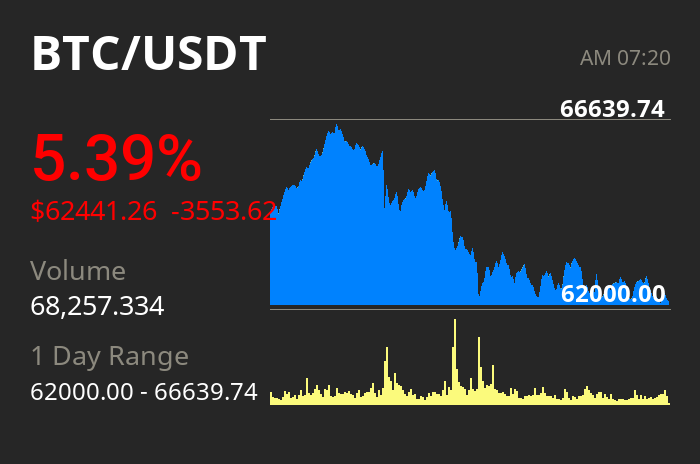 BTC/USDT
AM 07:20
66639.74
5.39%
$62441.26 -3553.62
Volume
68,257.334
62000.00
1 Day Range
62000.00 - 66639.74